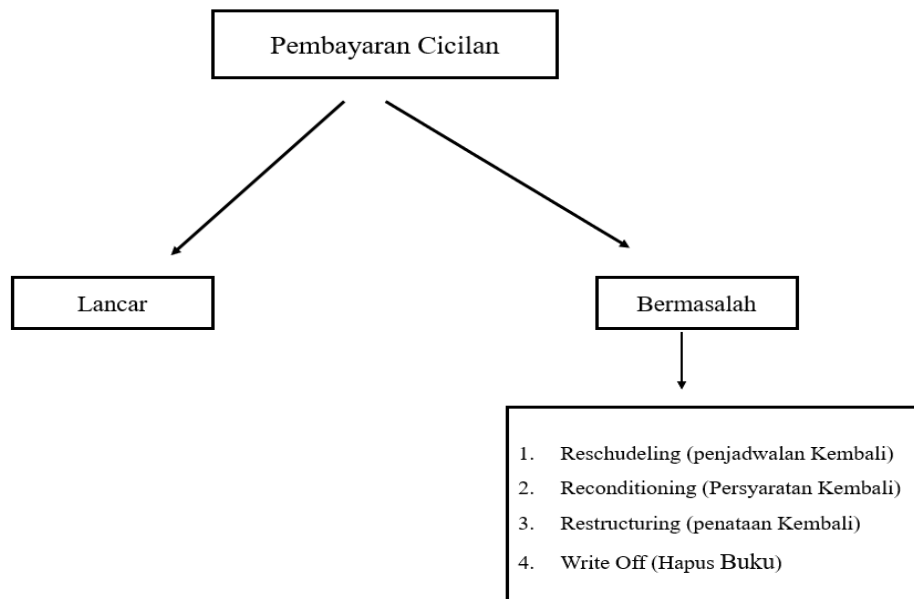 Pembayaran Cicilan
Lancar
Bermasalah
1. Reschudeling (penjadwalan Kembali)
2. Reconditioning (Persyaratan Kembali)
3. Restructuring (penataan Kembali)
4. Write Off (Hapus Buku)